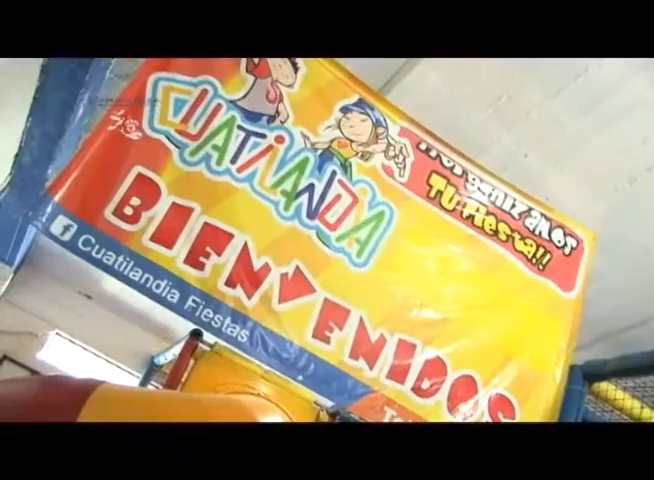 CUATILANDIA
¡¡ORGANIZAMOS
TU FIESTA!!
BIENVENIDOS
f Cuatilandia Fiestas